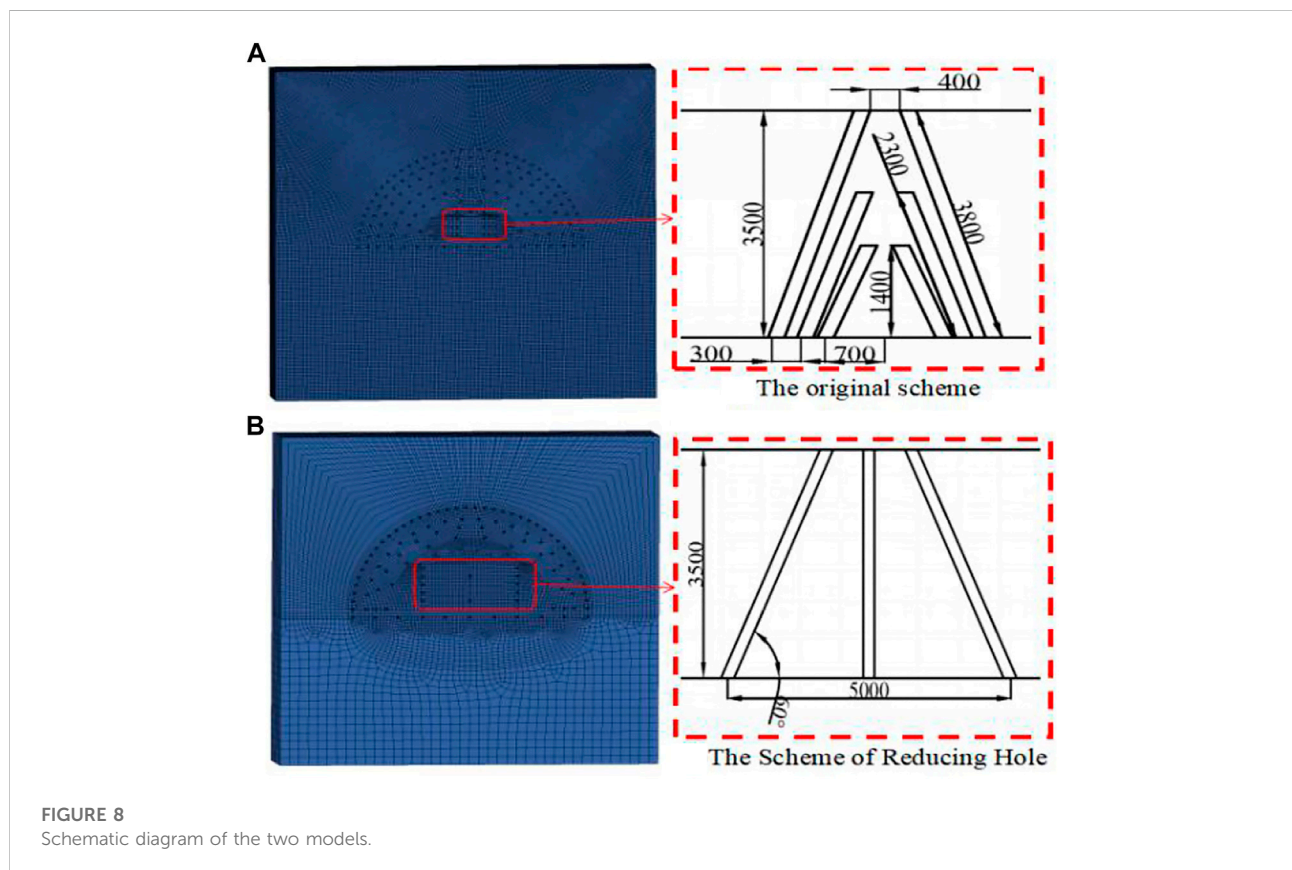 A
400
2300
3500
3800
1400
300
700
The original scheme
B
3500
5000
60°
The Scheme of Reducing Hole
FIGURE 8
Schematic diagram of the two models.